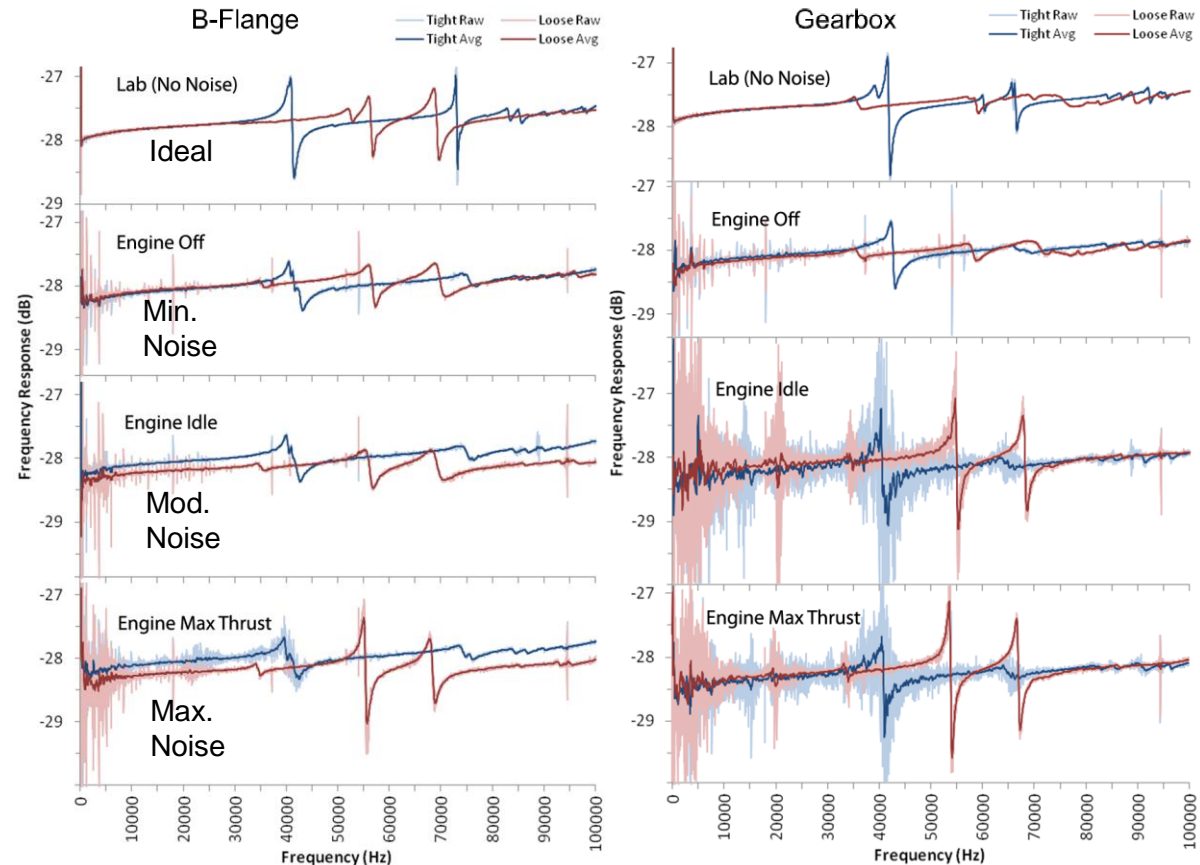 B-Flange
Tight Raw
Loose Raw
Tight Avg
Loose Avg
Frequency Response (dB)
-27
-28
-29
Lab (No Noise)
Ideal
-27
-28
-29
Engine Off
Min.
Noise
-27
-28
-29
Engine Idle
Mod.
Noise
-27
-28
-29
Engine Max Thrust
Max.
Noise
0
10000
20000
30000
40000
50000
60000
70000
80000
90000
100000
Frequency (Hz)
Gearbox
Tight Raw
Loose Raw
Tight Avg
Loose Avg
Frequency Response (dB)
-27
-28
Lab (No Noise)
-27
-28
-29
Engine Off
-27
-28
-29
Engine Idle
-27
-28
-29
Engine Max Thrust
0
10000
20000
30000
40000
50000
60000
70000
80000
90000
100000
Frequency (Hz)